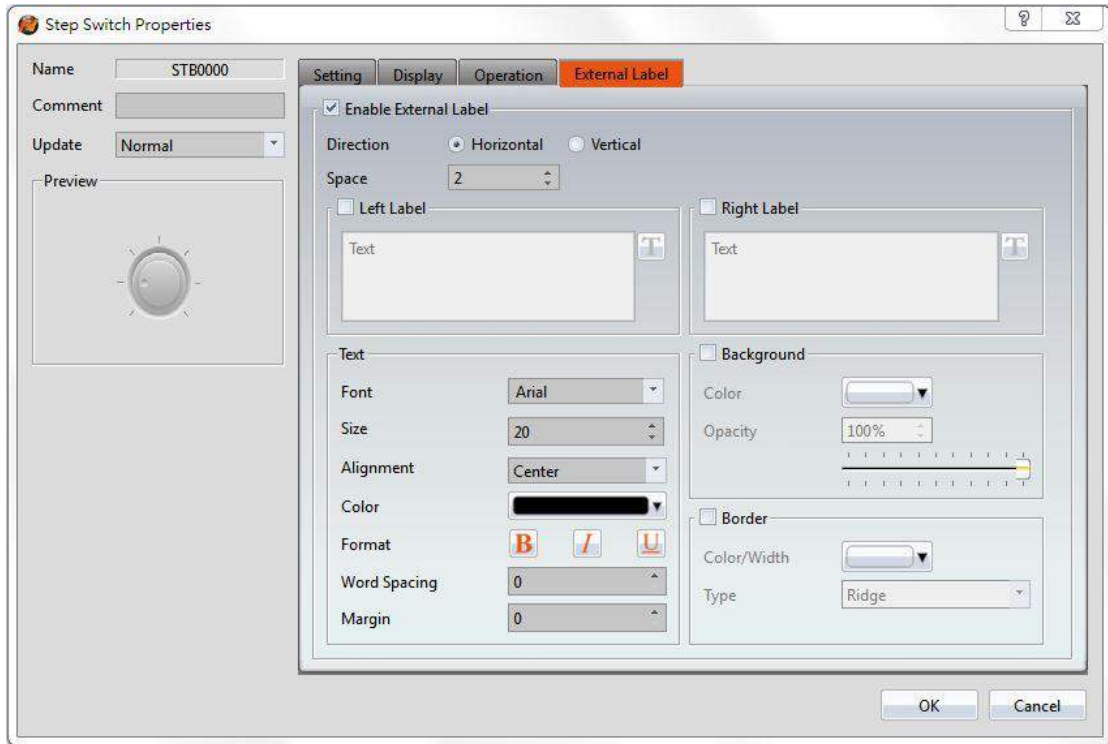 Step Switch Properties
Name STB0000
Comment
Update Normal
Preview
Setting Display Operation External Label
Enable External Label
Direction Horizontal Vertical
Space 2
Left Label Right Label
Text T Text T
Text Background
Font Arial Color
Size 20 Opacity 100%
Alignment Center
Color
Border
Format B I U
Color/Width
Word Spacing 0
Type Ridge
Margin 0
OK Cancel